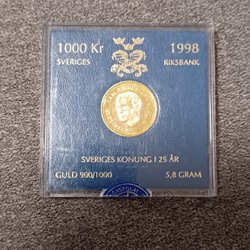 1000 Kr 1998
SVERIGES RIKSBANK
SVERIGES KONUNG I 25 ÅR
GULD 900/1000 5,8 GRAM